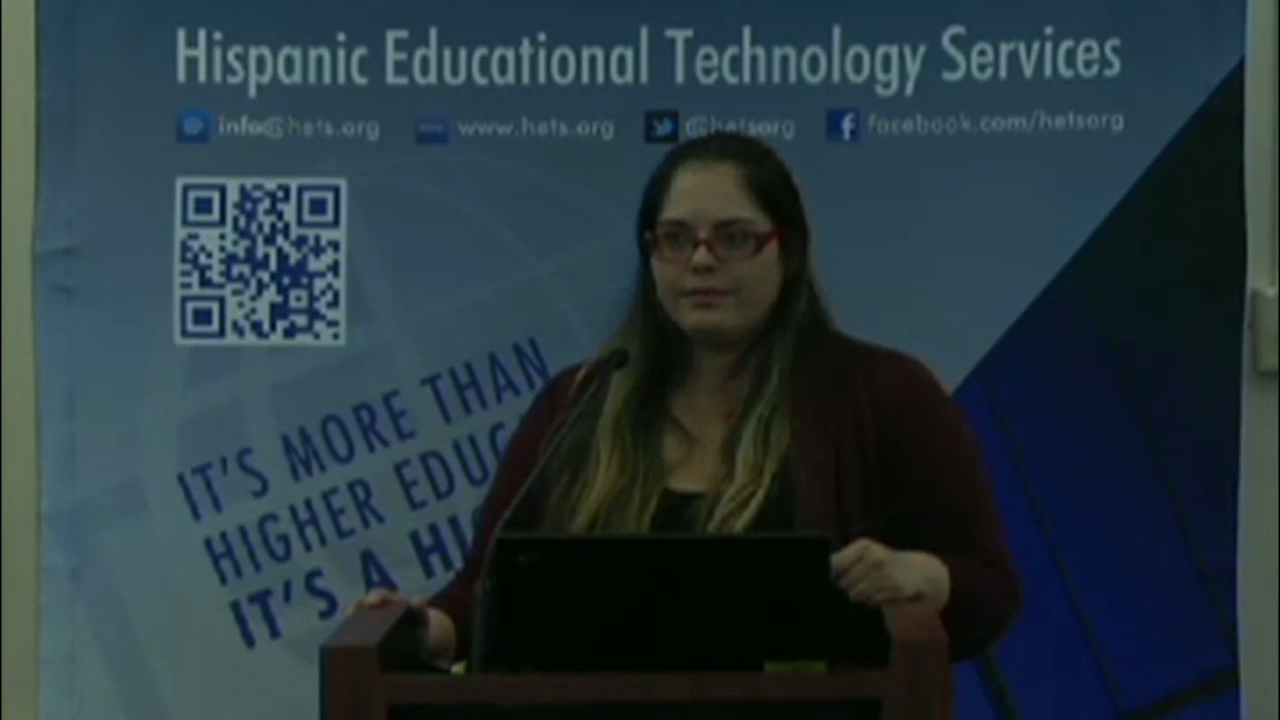 Hispanic Educational Technology Services
info@hets.org www.hets.org @hetsorg facebook.com/hetsorg
IT'S MORE THAN
HIGHER EDUC
IT'S A HI